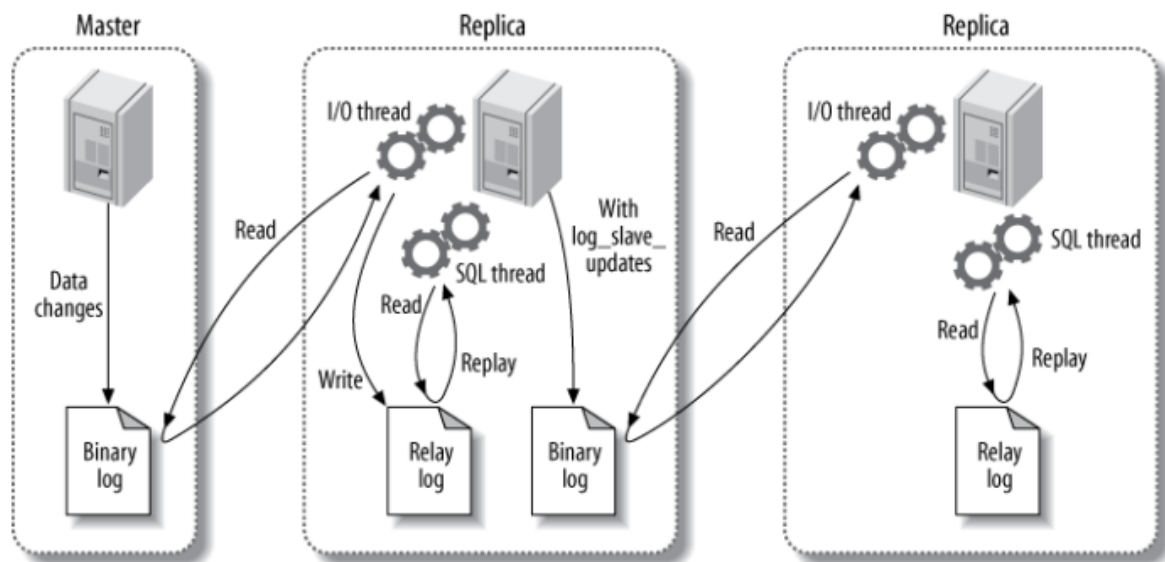 Master
Data
changes
Binary
log
Read
Replica
I/O thread
SQL thread
Read
Replay
Write
Relay
log
With
log_slave_
updates
Binary
log
Read
Replica
I/O thread
SQL thread
Read
Replay
Relay
log